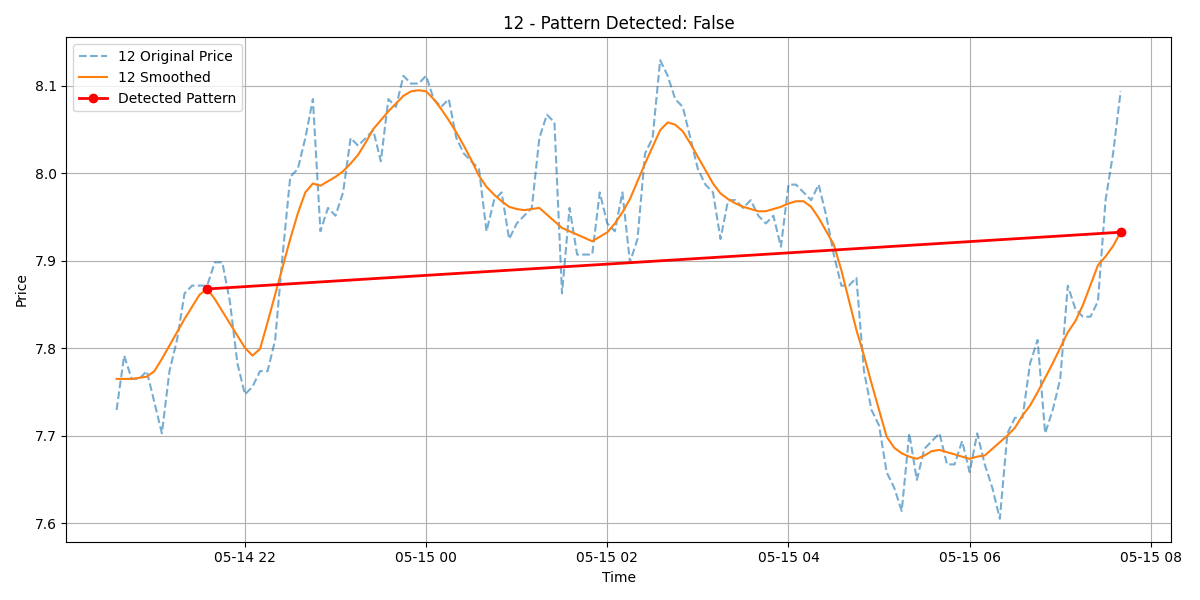 12 - Pattern Detected: False
12 Original Price
12 Smoothed
Detected Pattern
Price
8.1
8.0
7.9
7.8
7.7
7.6
05-14 22
05-15 00
05-15 02
05-15 04
05-15 06
05-15 08
Time